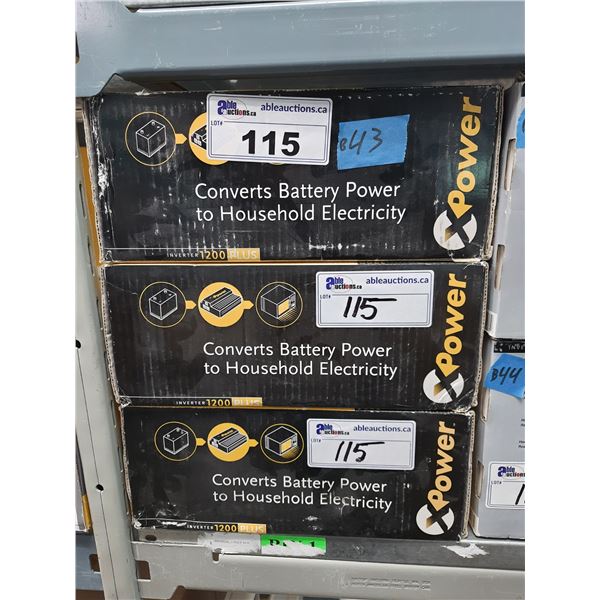 able auctions.ca
ableauctions.ca
LOT#
115
B43
Converts Battery Power
to Household Electricity
XPower
INVERTER 1200 PLUS
able auctions.ca
ableauctions.ca
LOT#
115
Converts Battery Power
to Household Electricity
XPower
INVERTER 1200 PLUS
B44
able auctions.ca
ableauctions.ca
LOT#
115
Converts Battery Power
to Household Electricity
XPower
INVERTER 1200 PLUS
able
LOT#